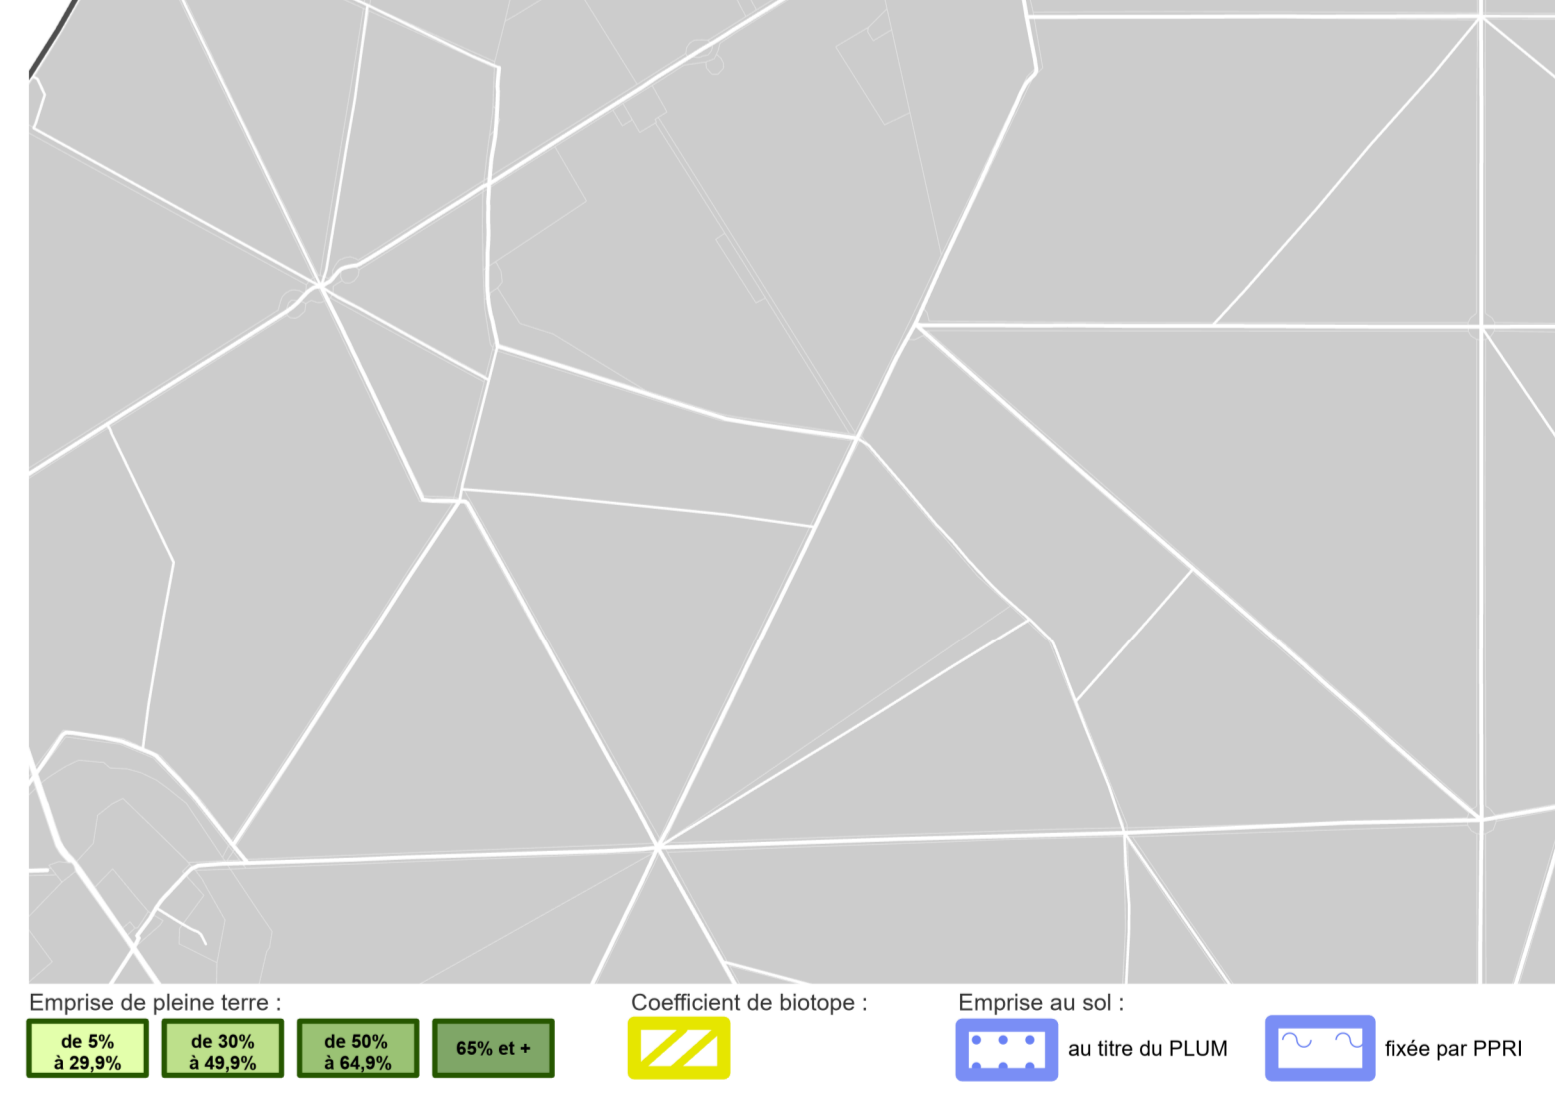 Emprise de pleine terre :
de 5%
à 29,9%
de 30%
à 49,9%
de 50%
à 64,9%
65% et +
Coefficient de biotope :
Emprise au sol :
au titre du PLUM
fixée par PPRI